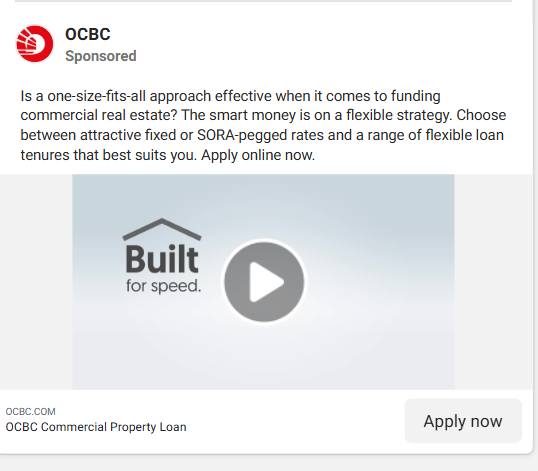 OCBC
Sponsored
Is a one-size-fits-all approach effective when it comes to funding
commercial real estate? The smart money is on a flexible strategy. Choose
between attractive fixed or SORA-pegged rates and a range of flexible loan
tenures that best suits you. Apply online now.
Built
for speed.
OCBC.COM
OCBC Commercial Property Loan
Apply now